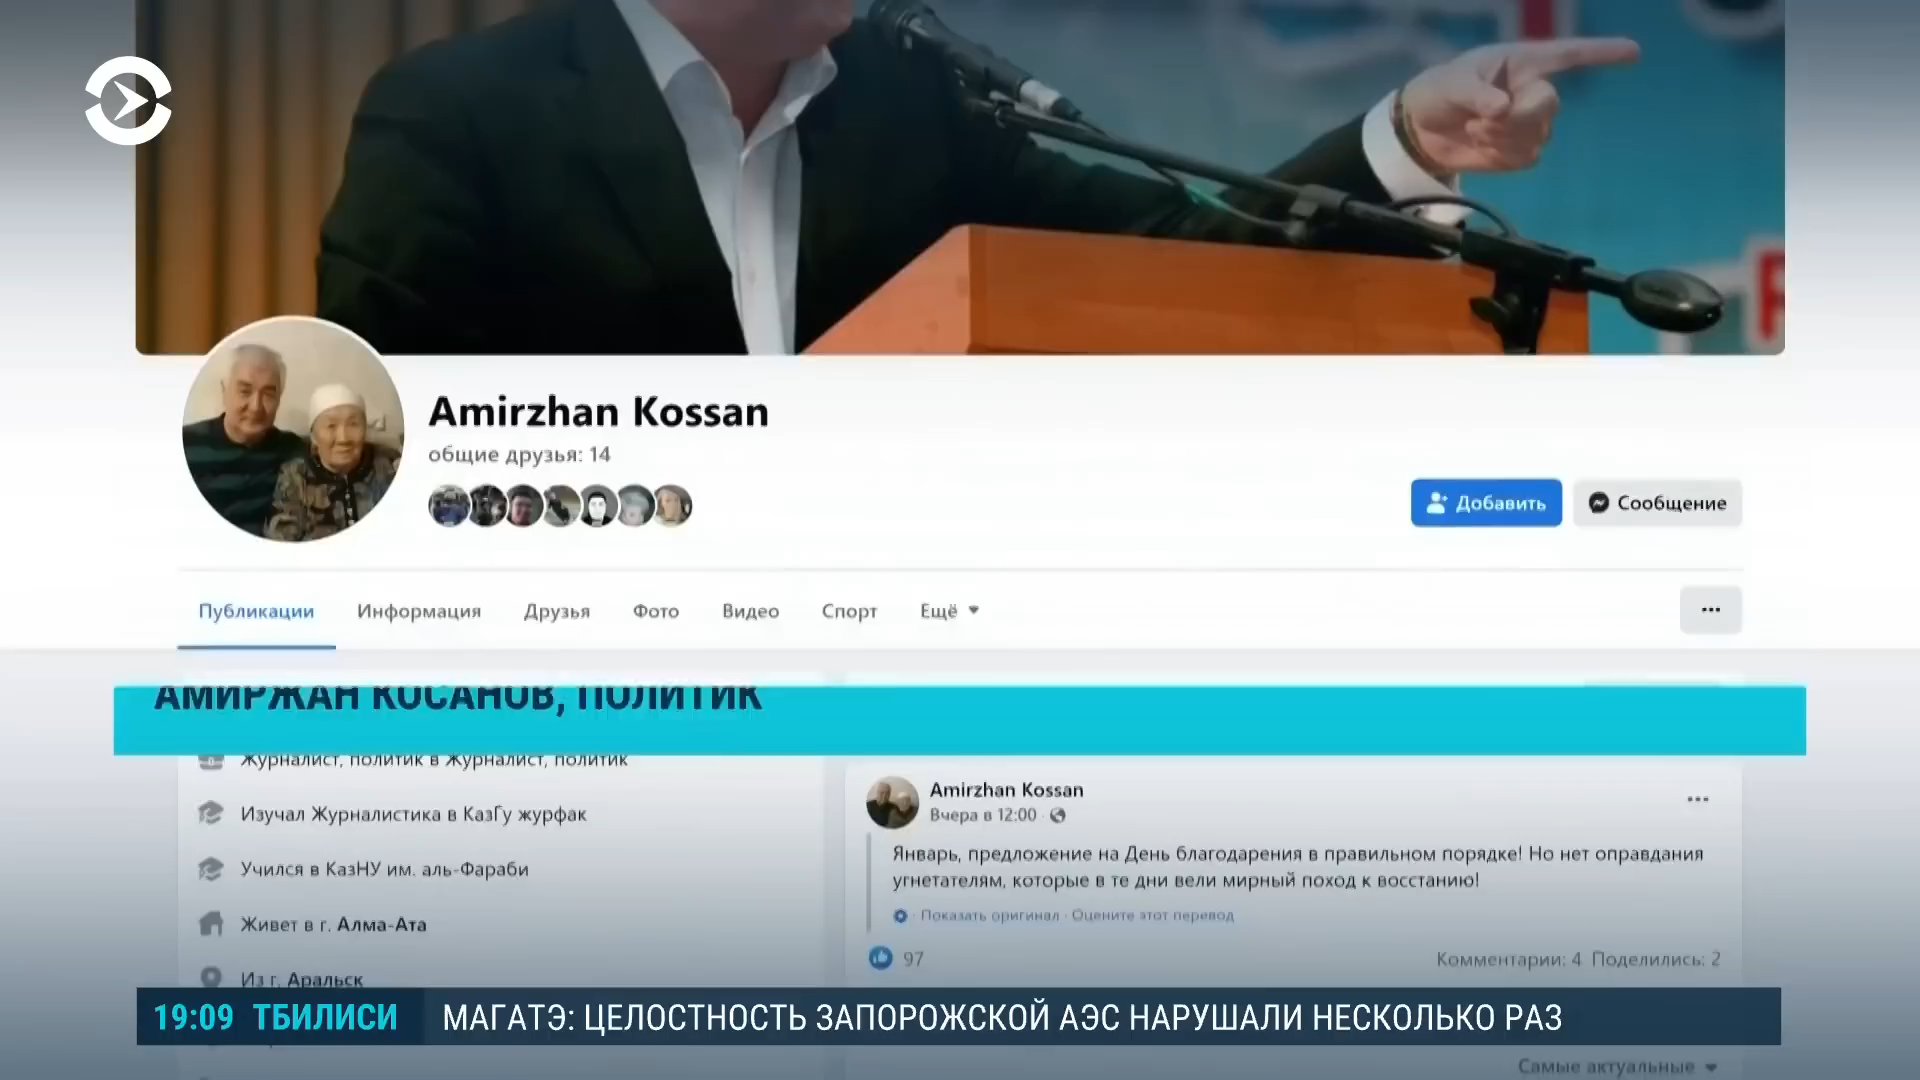 Amirzhan Kossan
общие друзья: 14
Добавить
Сообщение
Публикации
Информация
Друзья
Фото
Видео
Спорт
Ещё
АМИРЖАН КОСАНОВ, ПОЛИТИК
Журналист, политик в Журналист, политик
Изучал Журналистика в КазГу журфак
Учился в КазНУ им. аль-Фараби
Живет в г. Алма-Ата
Из г. Аральск
Amirzhan Kossan
Вчера в 12:00
Январь, предложение на День благодарения в правильном порядке! Но нет оправдания
угнетателям, которые в те дни вели мирный поход к восстанию!
Показать оригинал · Оцените этот перевод
97
Комментарии: 4 Поделились: 2
19:09 ТБИЛИСИ
МАГАТЭ: ЦЕЛОСТНОСТЬ ЗАПОРОЖСКОЙ АЭС НАРУШАЛИ НЕСКОЛЬКО РАЗ
Самые актуальные